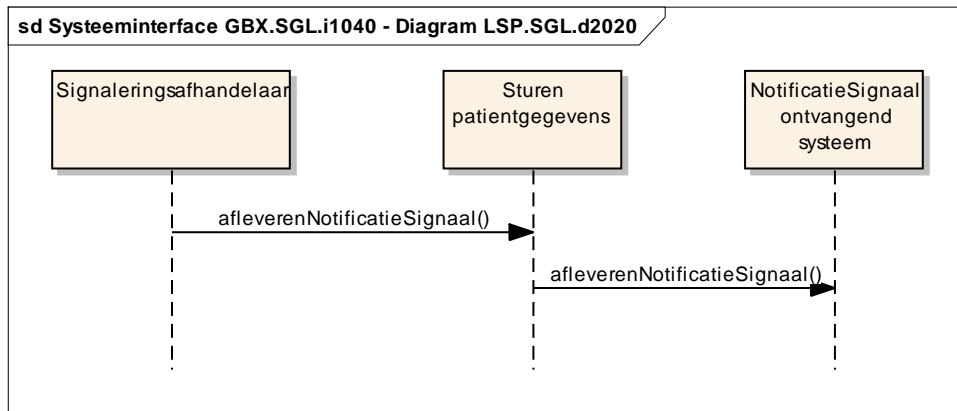 sd Systeeminterface GBX.SGL.i1040 - Diagram LSP.SGL.d2020
Signaleringsafhandelaar
Sturen
patientgegevens
NotificatieSignaal
ontvangend
systeem
afleverenNotificatieSignaal()
afleverenNotificatieSignaal()